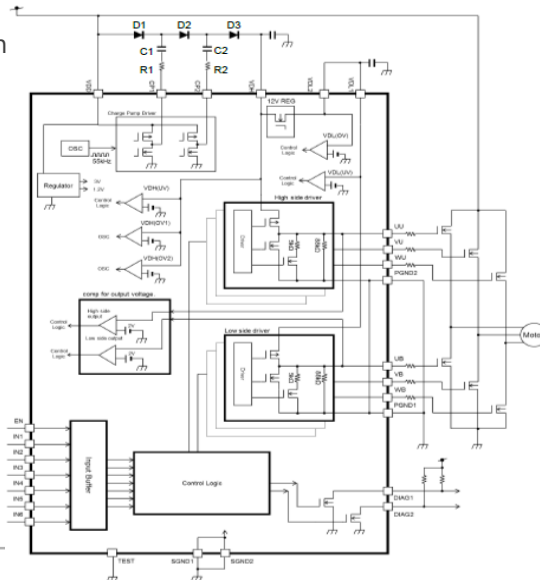 n
D1
D2
D3
C1
C2
R1
R2
12V REG
Charge Pump Driver
OSC
Regulator
3V
VDL(OV)
Control
Logic
VDL(UV)
Control
Logic
VDH(UV)
Control
Logic
VDH(OV1)
OSC
VDH(OV2)
OSC
High side driver
Driver
UU
VU
WU
PGND2
comp for output voltage.
High side
output
Control
Logic
2V
Low side output
Control
Logic
2V
Low side driver
Driver
UB
VB
WB
PGND1
Motor
EN
IN1
IN2
IN3
IN4
IN5
IN6
Input Buffer
Control Logic
DIAG1
DIAG2
TEST
SGND1
SGND2